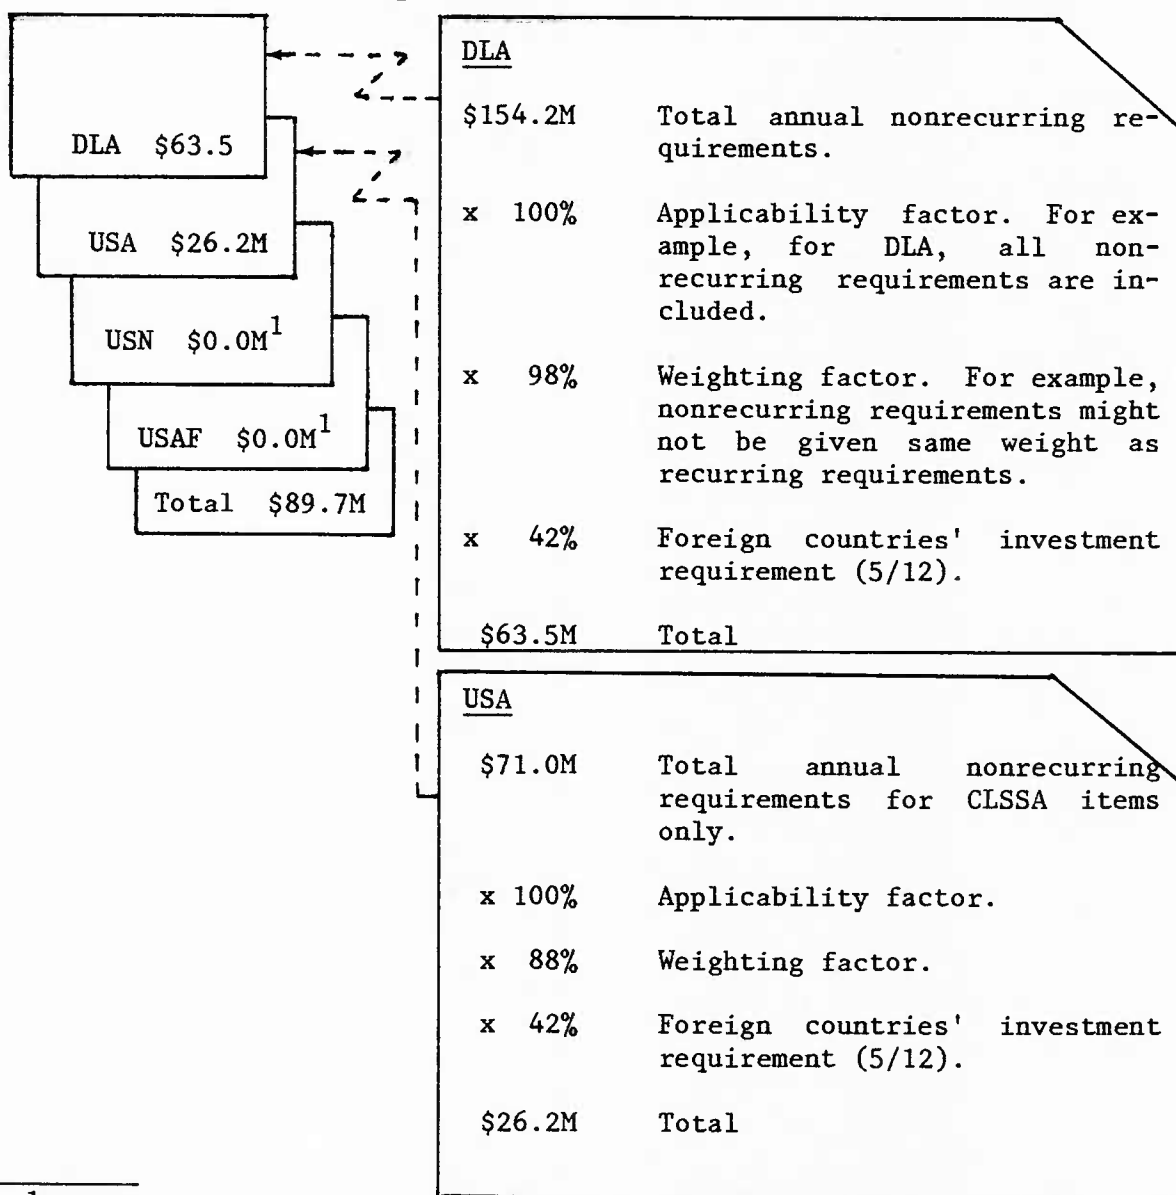 DLA $63.5
USA $26.2M
USN $0.0M1
USAF $0.0M1
Total $89.7M
DLA
$154.2M Total annual nonrecurring re-
quirements.
x 100% Applicability factor. For ex-
ample, for DLA, all non-
recurring requirements are in-
cluded.
x 98% Weighting factor. For example,
nonrecurring requirements might
not be given same weight as
recurring requirements.
x 42% Foreign countries' investment
requirement (5/12).
$63.5M Total
USA
$71.0M Total annual nonrecurring
requirements for CLSSA items
only.
x 100% Applicability factor.
x 88% Weighting factor.
x 42% Foreign countries' investment
requirement (5/12).
$26.2M Total